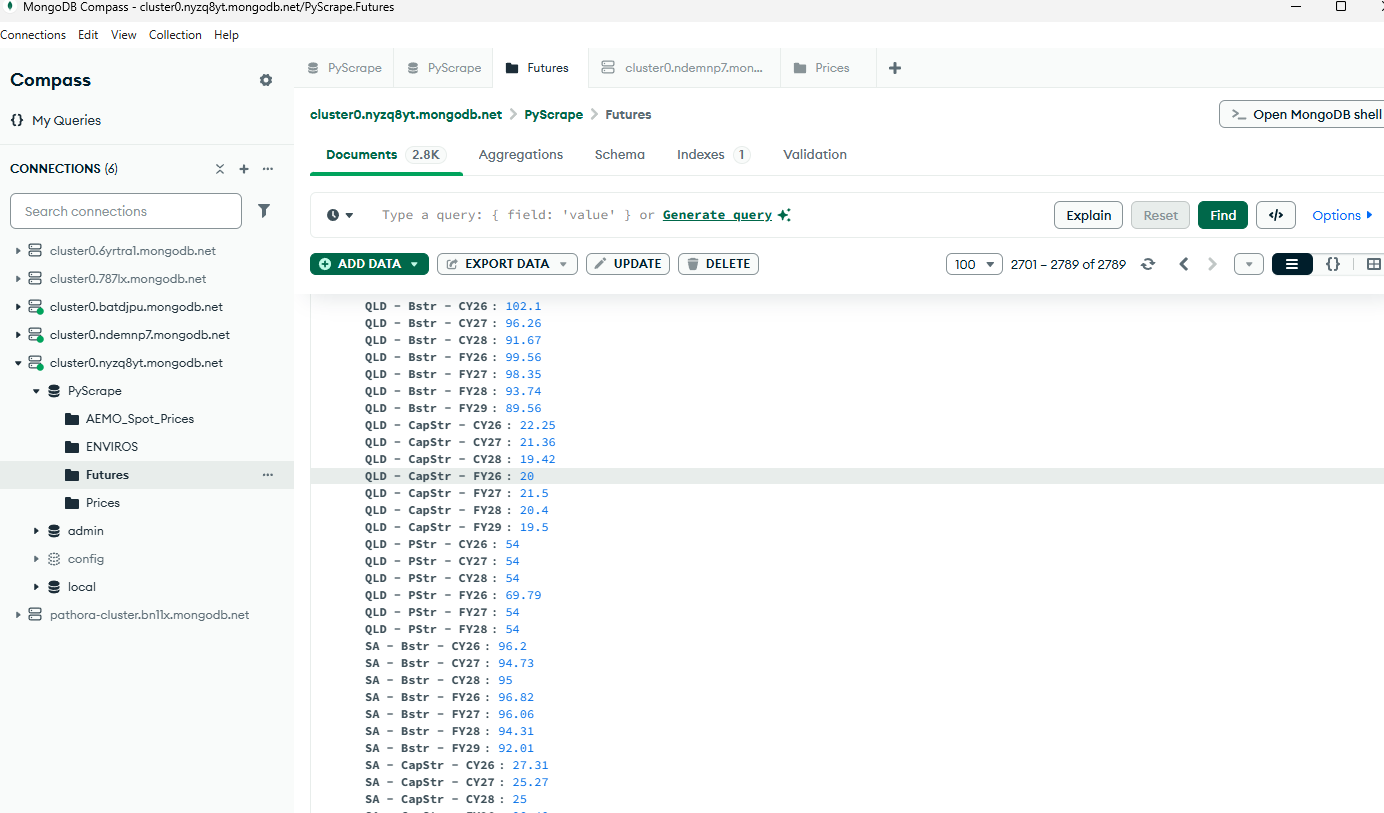 MongoDB Compass - cluster0.nyzq8yt.mongodb.net/PyScrape.Futures
Connections Edit View Collection Help
Compass
{} My Queries
CONNECTIONS (6)
Search connections
cluster0.6yrtra1.mongodb.net
cluster0.787lx.mongodb.net
cluster0.batdjpu.mongodb.net
cluster0.ndemnp7.mongodb.net
cluster0.nyzq8yt.mongodb.net
PyScrape
AEMO_Spot_Prices
ENVIROS
Futures
Prices
admin
config
local
pathora-cluster.bn11x.mongodb.net
PyScrape PyScrape Futures cluster0.ndemnp7.mon... Prices
cluster0.nyzq8yt.mongodb.net > PyScrape > Futures
>_ Open MongoDB shell
Documents 2.8K Aggregations Schema Indexes 1 Validation
Type a query: { field: 'value' } or Generate query
Explain Reset Find </> Options
ADD DATA EXPORT DATA UPDATE DELETE
100 2701 – 2789 of 2789 {}
QLD - Bstr - CY26 : 102.1
QLD - Bstr - CY27 : 96.26
QLD - Bstr - CY28 : 91.67
QLD - Bstr - FY26 : 99.56
QLD - Bstr - FY27 : 98.35
QLD - Bstr - FY28 : 93.74
QLD - Bstr - FY29 : 89.56
QLD - CapStr - CY26 : 22.25
QLD - CapStr - CY27 : 21.36
QLD - CapStr - CY28 : 19.42
QLD - CapStr - FY26 : 20
QLD - CapStr - FY27 : 21.5
QLD - CapStr - FY28 : 20.4
QLD - CapStr - FY29 : 19.5
QLD - PStr - CY26 : 54
QLD - PStr - CY27 : 54
QLD - PStr - CY28 : 54
QLD - PStr - FY26 : 69.79
QLD - PStr - FY27 : 54
QLD - PStr - FY28 : 54
SA - Bstr - CY26 : 96.2
SA - Bstr - CY27 : 94.73
SA - Bstr - CY28 : 95
SA - Bstr - FY26 : 96.82
SA - Bstr - FY27 : 96.06
SA - Bstr - FY28 : 94.31
SA - Bstr - FY29 : 92.01
SA - CapStr - CY26 : 27.31
SA - CapStr - CY27 : 25.27
SA - CapStr - CY28 : 25